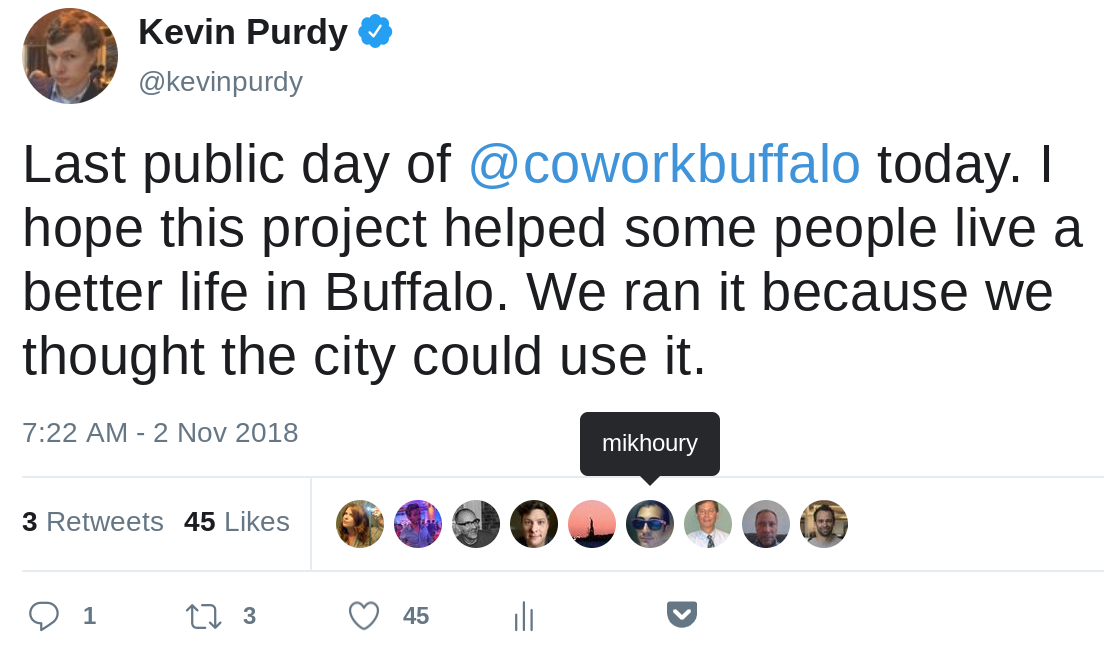 Kevin Purdy
@kevinpurdy
Last public day of @coworkbuffalo today. I
hope this project helped some people live a
better life in Buffalo. We ran it because we
thought the city could use it.
7:22 AM - 2 Nov 2018
mikhoury
3 Retweets 45 Likes
1 3 45